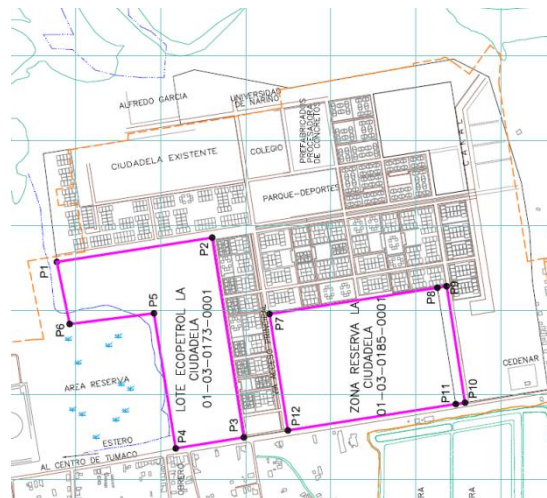 ALFREDO GARCIA
UNIVERSIDAD
DE NARIÑO
PREFABRICADOS
PROCESADORA
DE CONCRETOS
CIUDADELA EXISTENTE
COLEGIO
PARQUE-DEPORTES
P1
P2
P5
P6
P7
P8
P9
LOTE ECOPETROL LA
CIUDADELA
01-03-0173-0001
ZONA RESERVA LA
CIUDADELA
01-03-0185-0001
AREA RESERVA
CEDENAR
P3
P4
P10
P11
P12
ESTERO
AL CENTRO DE TUMACO